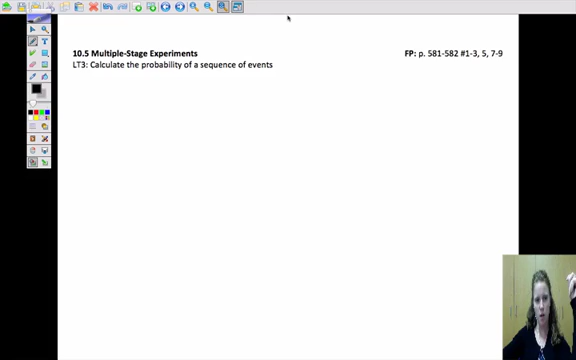 10.5 Multiple-Stage Experiments
FP: p. 581-582 #1-3, 5, 7-9
LT3: Calculate the probability of a sequence of events